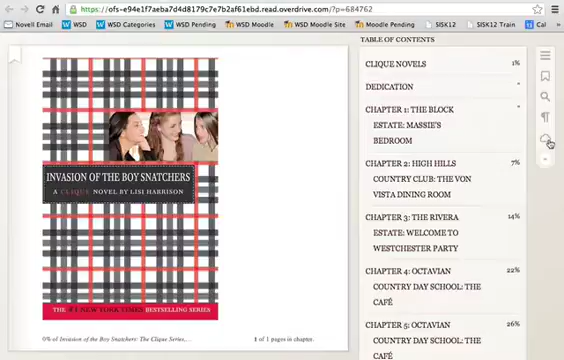 https://ofs-e94e1f7aeba7d4d8179c7e7b2af61ebd.read.overdrive.com/?p=684762
Novell Email WSD WSD Categories WSD Pending WSD Moodle WSD Moodle Site WSD Moodle Pending SISK12 SISK12 Train Cal
TABLE OF CONTENTS
CLIQUE NOVELS 1%
DEDICATION "
CHAPTER 1: THE BLOCK "
ESTATE: MASSIE'S
BEDROOM
CHAPTER 2: HIGH HILLS 7%
COUNTRY CLUB: THE VON
VISTA DINING ROOM
CHAPTER 3: THE RIVERA 14%
ESTATE: WELCOME TO
WESTCHESTER PARTY
CHAPTER 4: OCTAVIAN 22%
COUNTRY DAY SCHOOL: THE
CAFÉ
CHAPTER 5: OCTAVIAN 26%
COUNTRY DAY SCHOOL: THE
CAFÉ
INVASION OF THE BOY SNATCHERS
A CLIQUE NOVEL BY LISI HARRISON
THE #1 NEW YORK TIMES BESTSELLING SERIES
0% of Invasion of the Boy Snatchers: The Clique Series,... 1 of 1 pages in chapter.